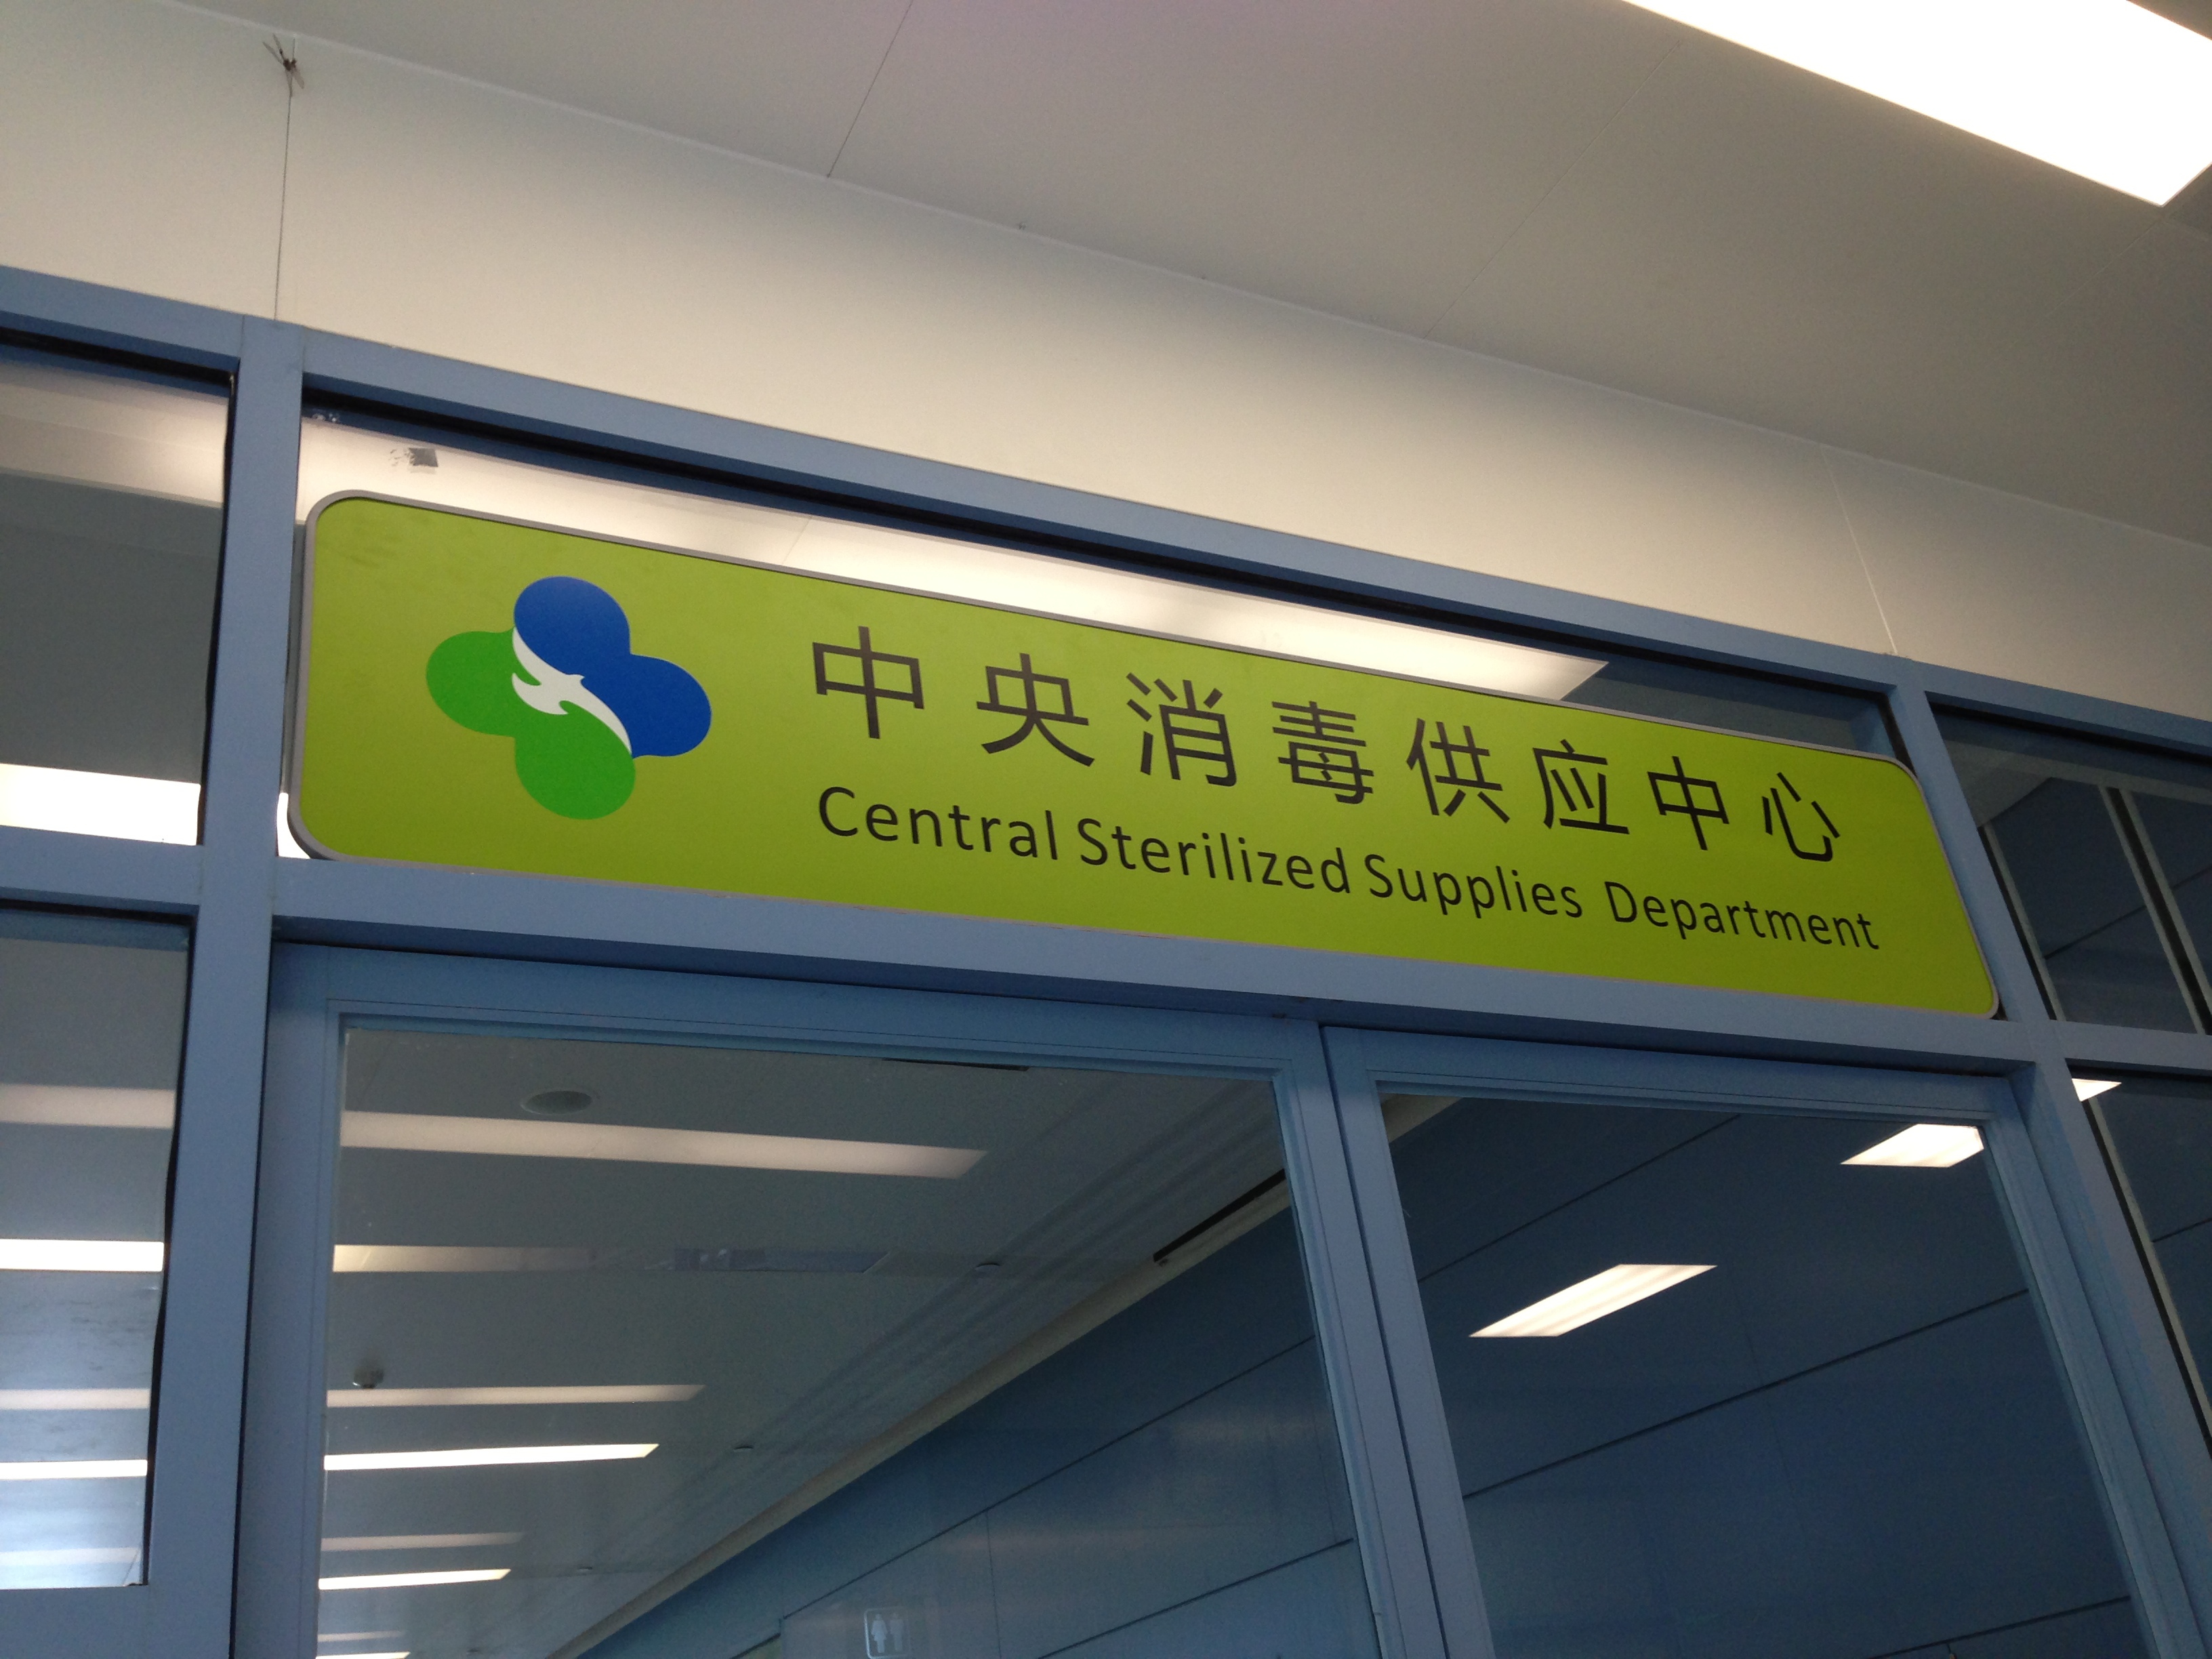 中央消毒供应中心
Central Sterilized Supplies Department